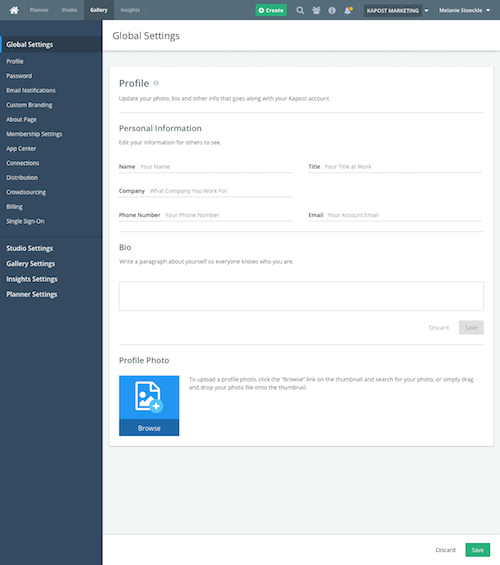 Planner Studio Gallery Insights Create KAPOST MARKETING Melanie Stoeckle
Global Settings
Profile
Password
Email Notifications
Custom Branding
About Page
Membership Settings
App Center
Connections
Distribution
Crowdsourcing
Billing
Single Sign-On
Studio Settings
Gallery Settings
Insights Settings
Planner Settings
Global Settings
Profile
Update your photo, bio and other info that goes along with your Kapost account.
Personal Information
Edit your information for others to see.
Name Your Name Title Your Title at Work
Company What Company You Work For
Phone Number Your Phone Number Email Your Account Email
Bio
Write a paragraph about yourself so everyone knows who you are.
Discard Save
Profile Photo
To upload a profile photo, click the "Browse" link on the thumbnail and search for your photo, or simply drag
and drop your photo file onto the thumbnail.
Browse
Discard Save